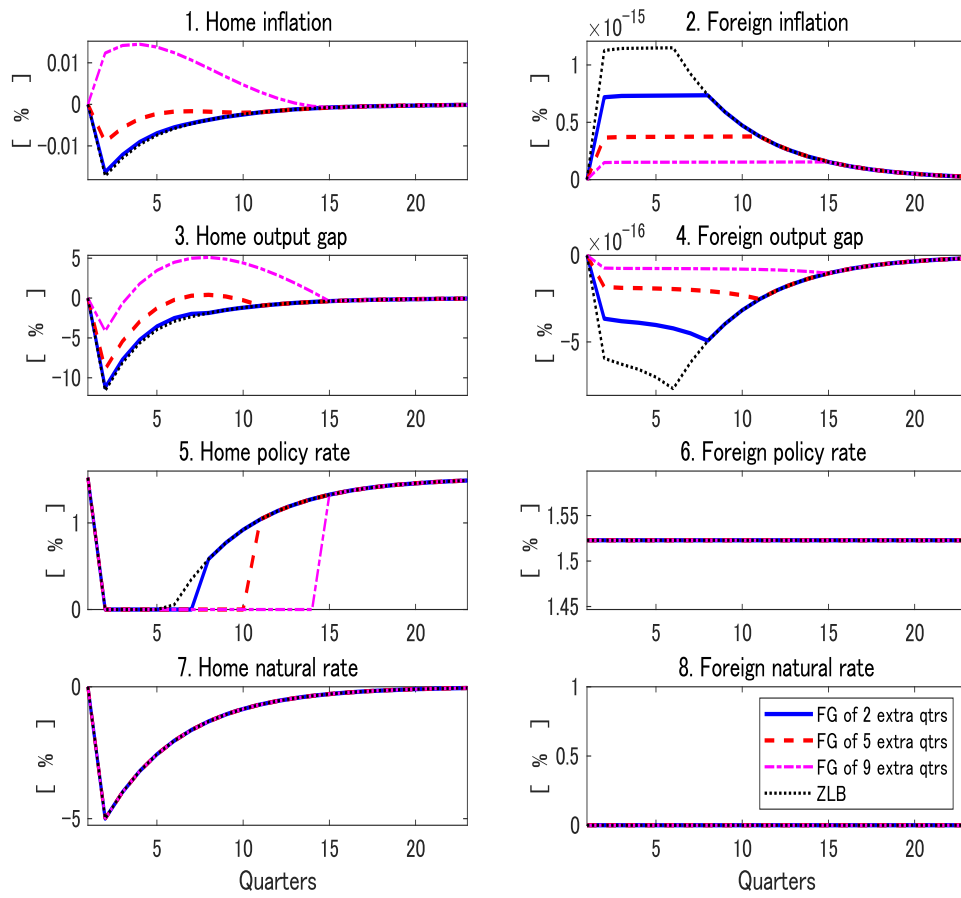 1. Home inflation
2. Foreign inflation
×10^-15
[ % ]
0.01
0
-0.01
5 10 15 20
[ % ]
1
0.5
0
5 10 15 20
3. Home output gap
4. Foreign output gap
×10^-16
[ % ]
5
0
-5
-10
5 10 15 20
[ % ]
0
-5
5 10 15 20
5. Home policy rate
6. Foreign policy rate
[ % ]
1
0
5 10 15 20
[ % ]
1.55
1.5
1.45
5 10 15 20
7. Home natural rate
8. Foreign natural rate
[ % ]
0
-5
5 10 15 20
Quarters
[ % ]
1
0.5
0
FG of 2 extra qtrs
FG of 5 extra qtrs
FG of 9 extra qtrs
ZLB
5 10 15 20
Quarters